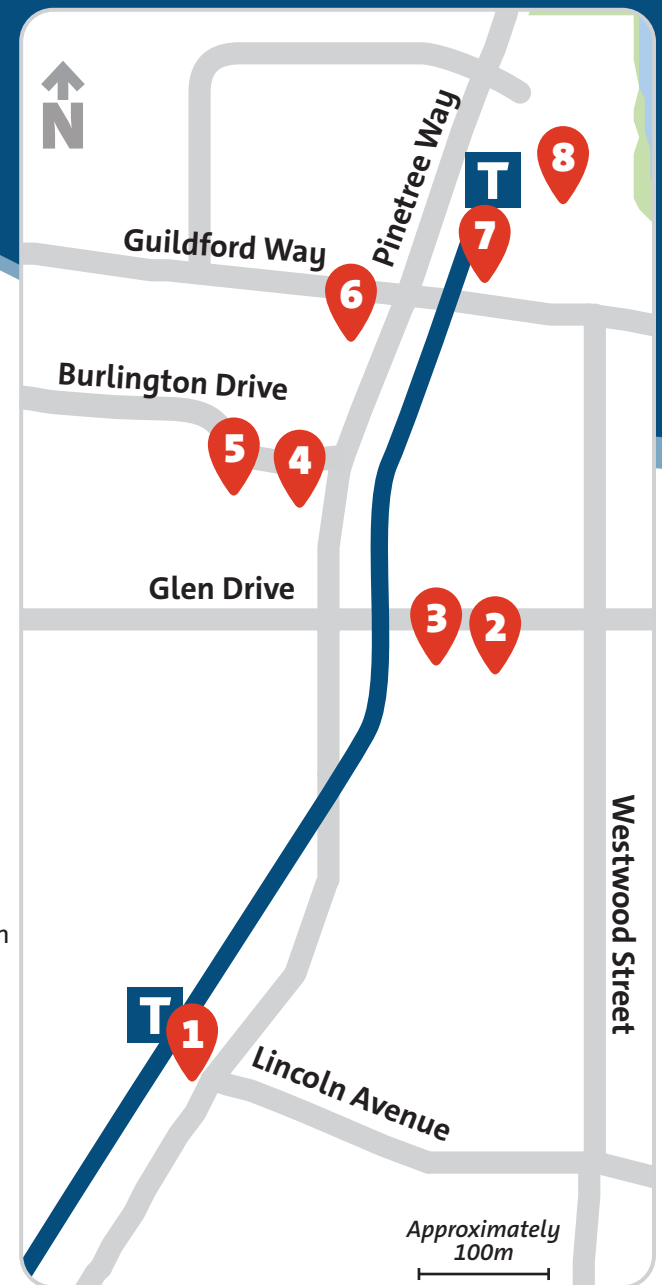 N
Pinetree Way
8
T
7
Guildford Way
6
Burlington Drive
5
4
Glen Drive
3
2
Westwood Street
n
T
1
Lincoln Avenue
Approximately
100m